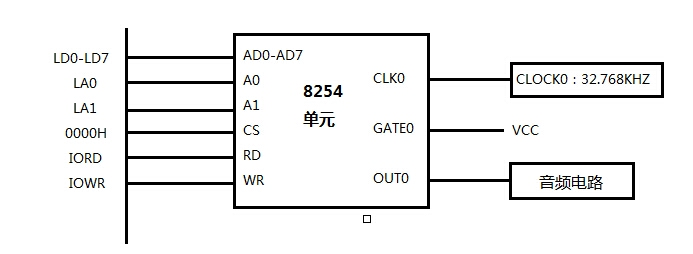 LD0-LD7
LA0
LA1
0000H
IORD
IOWR
AD0-AD7
A0
A1
CS
RD
WR
8254
单元
CLK0
GATE0
OUT0
CLOCK0：32.768KHZ
VCC
音频电路